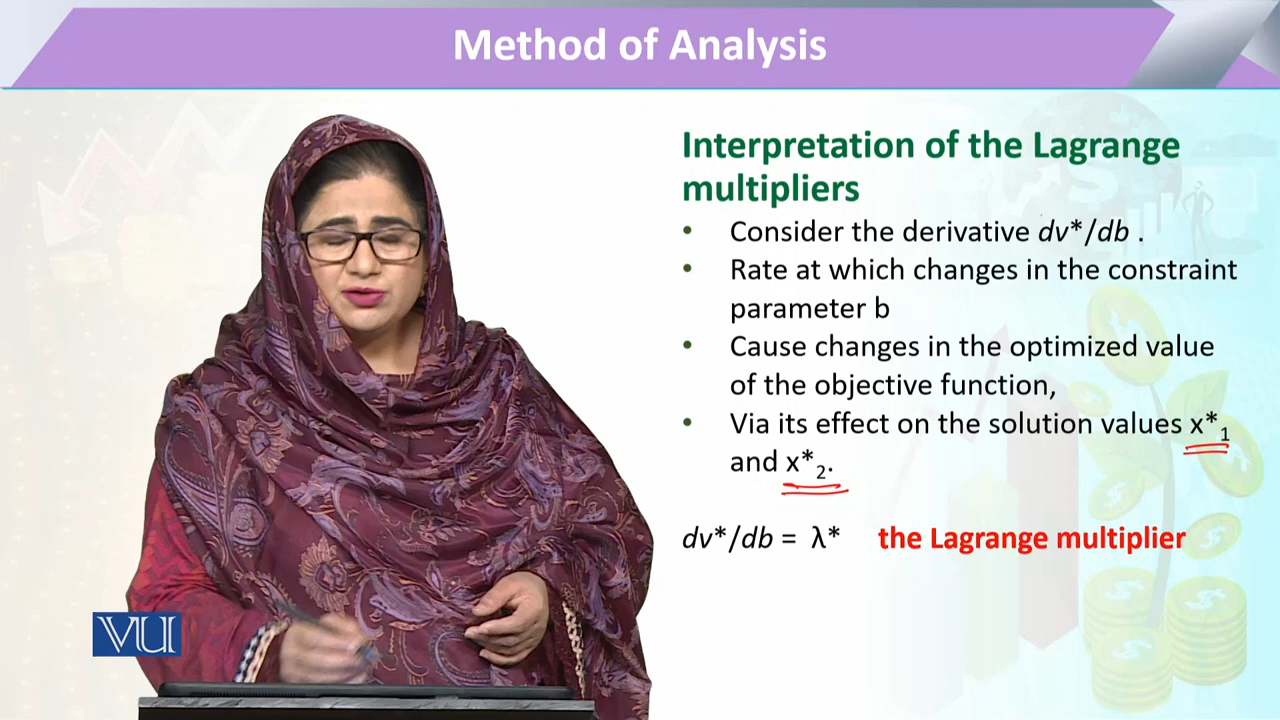 Method of Analysis
Interpretation of the Lagrange
multipliers
• Consider the derivative dv*/db .
• Rate at which changes in the constraint
parameter b
• Cause changes in the optimized value
of the objective function,
• Via its effect on the solution values x*₁
and x*₂.
dv*/db = λ* the Lagrange multiplier
VU